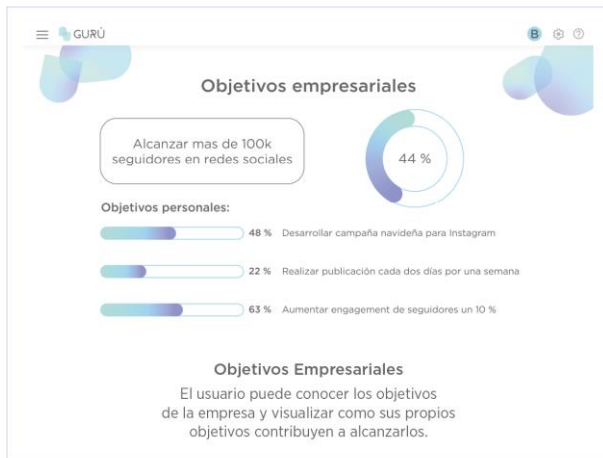 GURÚ
B
Objetivos empresariales
Alcanzar mas de 100k
seguidores en redes sociales
44 %
Objetivos personales:
48 % Desarrollar campaña navideña para Instagram
22 % Realizar publicación cada dos días por una semana
63 % Aumentar engagement de seguidores un 10 %
Objetivos Empresariales
El usuario puede conocer los objetivos
de la empresa y visualizar como sus propios
objetivos contribuyen a alcanzarlos.